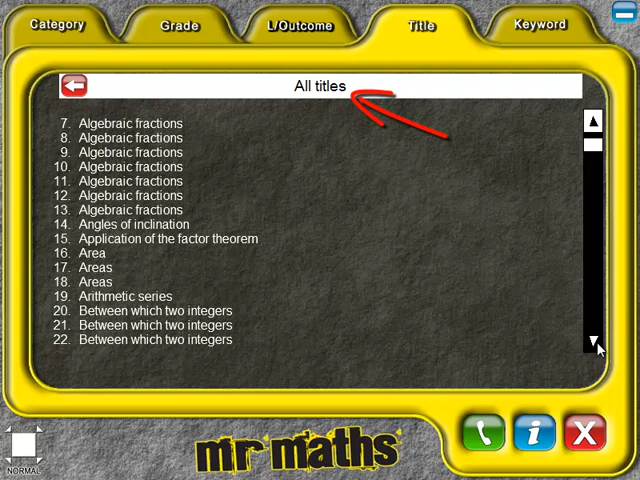 Category
Grade
L/Outcome
Title
Keyword
All titles
7. Algebraic fractions
8. Algebraic fractions
9. Algebraic fractions
10. Algebraic fractions
11. Algebraic fractions
12. Algebraic fractions
13. Algebraic fractions
14. Angles of inclination
15. Application of the factor theorem
16. Area
17. Areas
18. Areas
19. Arithmetic series
20. Between which two integers
21. Between which two integers
22. Between which two integers
mr maths
i
X
NORMAL